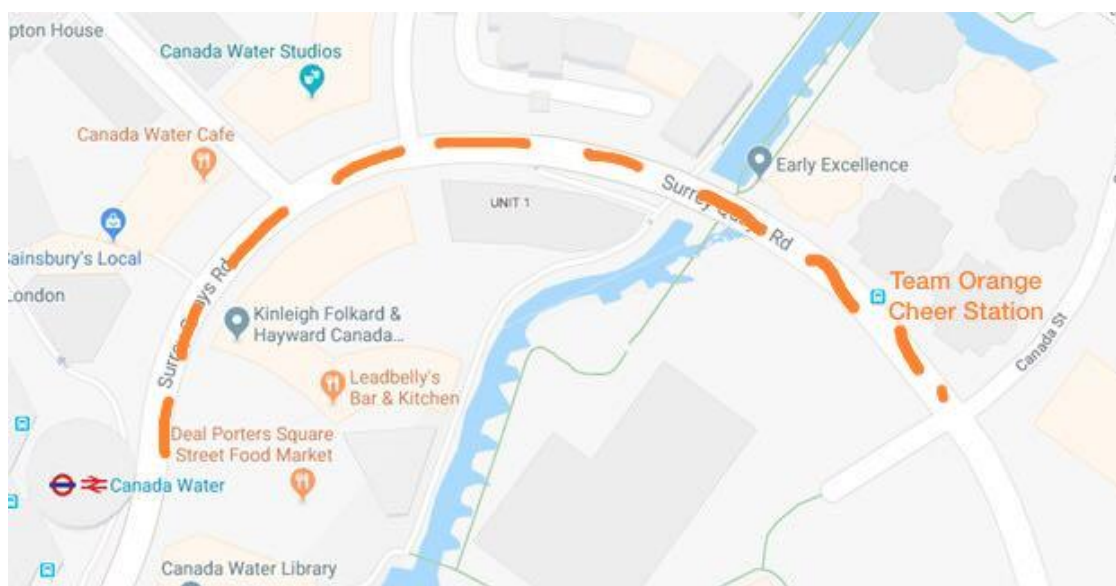 pton House
Canada Water Studios
Canada Water Cafe
Early Excellence
UNIT 1
Surrey Quays Rd
Sainsbury's Local
London
Surrey Quays Rd
Team Orange
Cheer Station
Kinleigh Folkard &
Hayward Canada...
Canada St
Leadbelly's
Bar & Kitchen
Deal Porters Square
Street Food Market
Canada Water
Canada Water Library